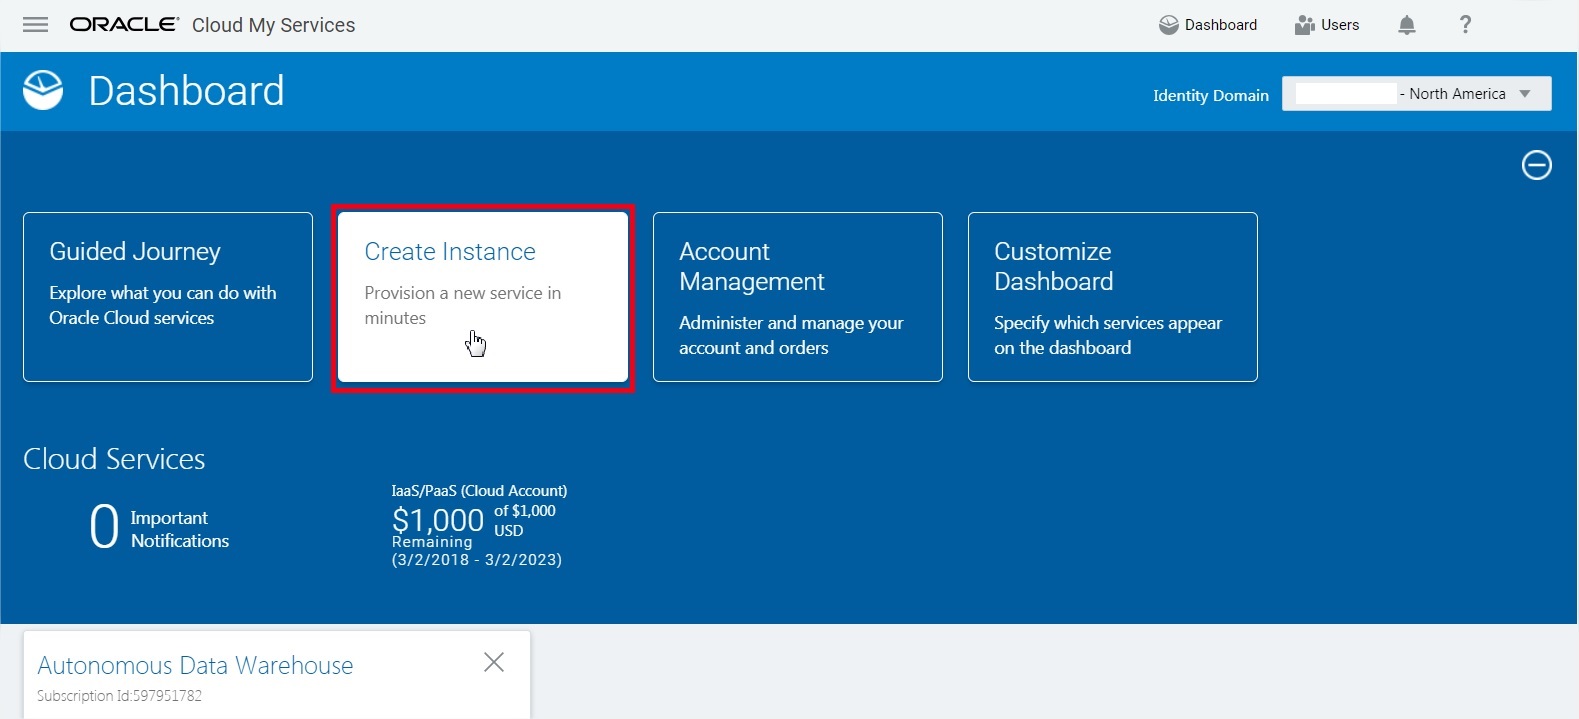 ORACLE Cloud My Services
Dashboard
Users
?
Dashboard
Identity Domain
- North America
Guided Journey
Explore what you can do with
Oracle Cloud services
Create Instance
Provision a new service in
minutes
Account
Management
Administer and manage your
account and orders
Customize
Dashboard
Specify which services appear
on the dashboard
Cloud Services
0
Important
Notifications
IaaS/PaaS (Cloud Account)
$1,000 of $1,000
USD
Remaining
(3/2/2018 - 3/2/2023)
Autonomous Data Warehouse
Subscription Id:597951782